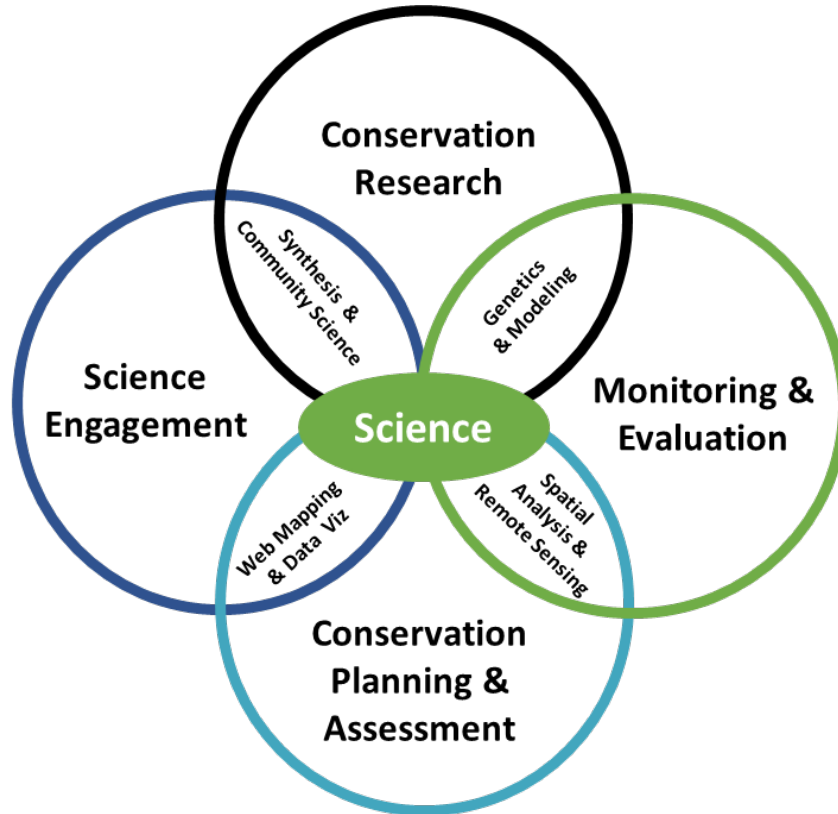 Conservation
Research
Synthesis &
Community Science
Genetics
& Modeling
Science
Engagement
Science
Monitoring &
Evaluation
Web Mapping
& Data Viz
Spatial
Analysis &
Remote Sensing
Conservation
Planning &
Assessment